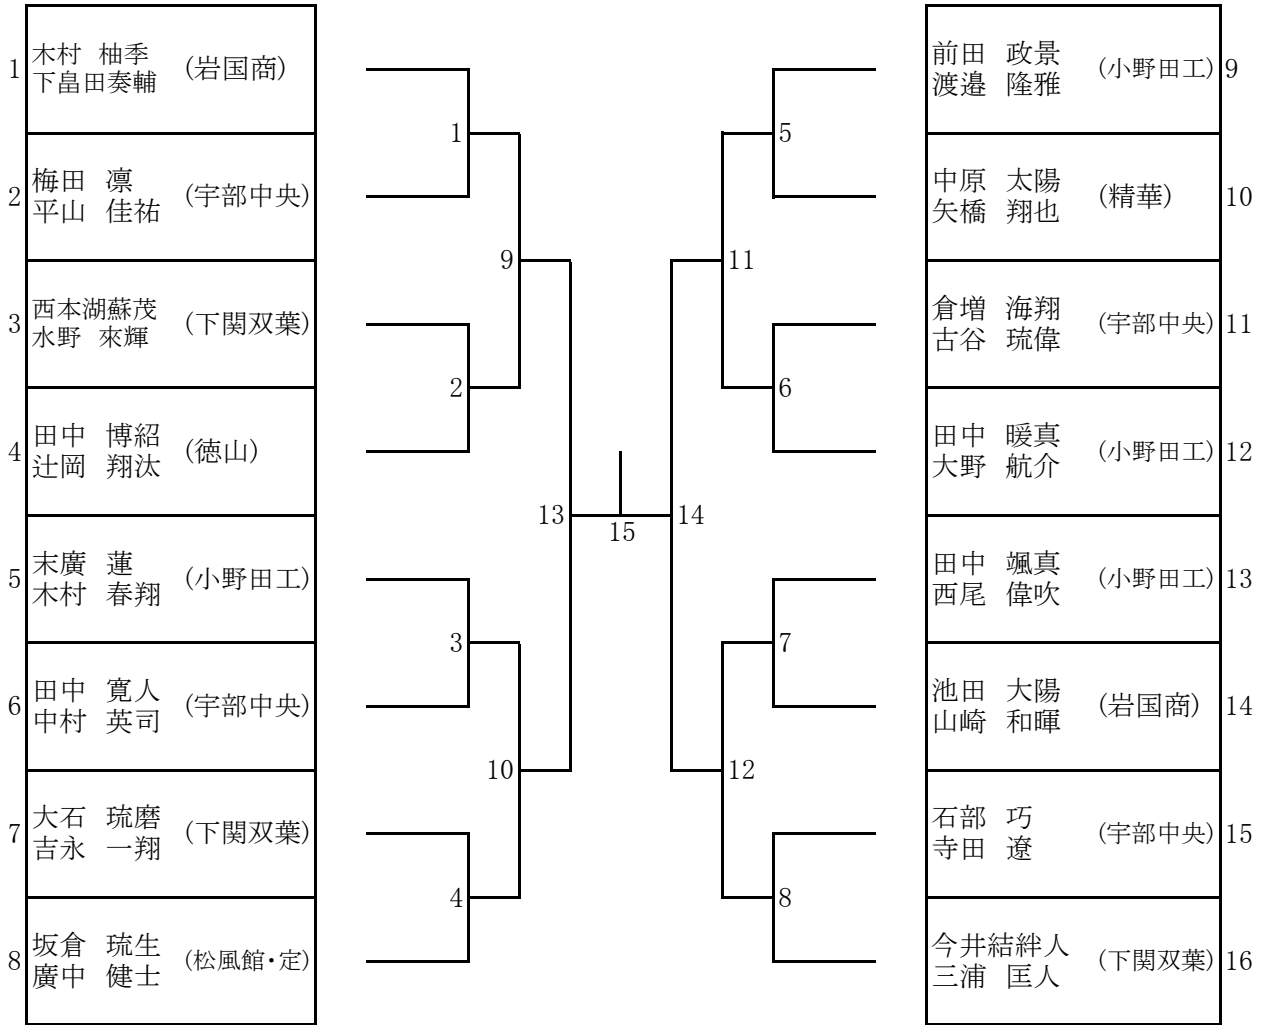 1 木村 柚季 (岩国商)
下畠田奏輔
2 梅田 凛 (宇部中央)
平山 佳祐
3 西本湖蘇茂 (下関双葉)
水野 來輝
4 田中 博紹 (徳山)
辻岡 翔汰
5 末廣 蓮 (小野田工)
木村 春翔
6 田中 寛人 (宇部中央)
中村 英司
7 大石 琉磨 (下関双葉)
吉永 一翔
8 坂倉 琉生 (松風館・定)
廣中 健士
1
9
2
13
3
10
4
15
5
11
6
14
7
12
8
前田 政景 (小野田工) 9
渡邉 隆雅
中原 太陽 (精華) 10
矢橋 翔也
倉増 海翔 (宇部中央) 11
古谷 琉偉
田中 暖真 (小野田工) 12
大野 航介
田中 颯真 (小野田工) 13
西尾 偉吹
池田 大陽 (岩国商) 14
山崎 和暉
石部 巧 (宇部中央) 15
寺田 遼
今井結絆人 (下関双葉) 16
三浦 匡人